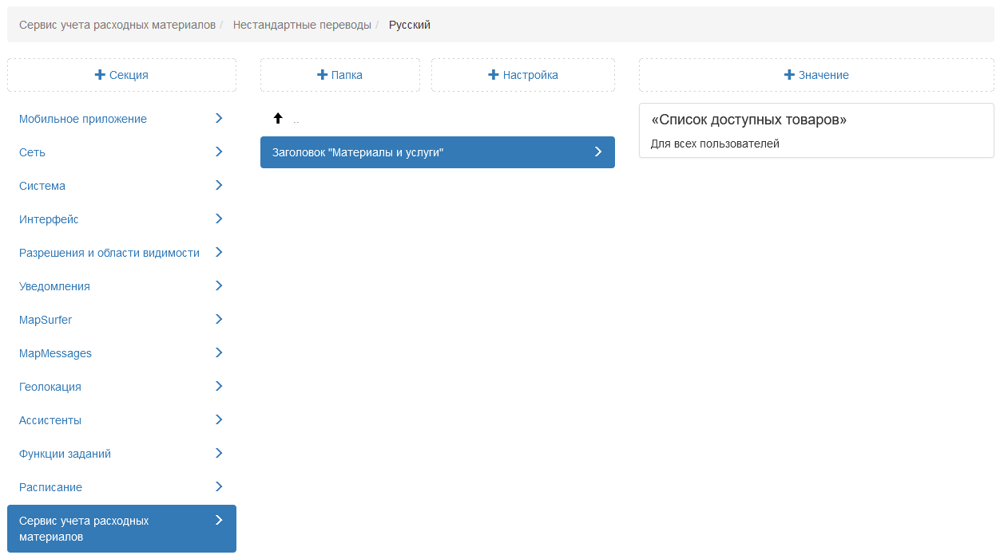 Сервис учета расходных материалов / Нестандартные переводы / Русский
Секция
Папка
Настройка
Значение
Мобильное приложение
Сеть
Система
Интерфейс
Разрешения и области видимости
Уведомления
MapSurfer
MapMessages
Геолокация
Ассистенты
Функции заданий
Расписание
Сервис учета расходных
материалов
..
Заголовок "Материалы и услуги"
«Список доступных товаров»
Для всех пользователей